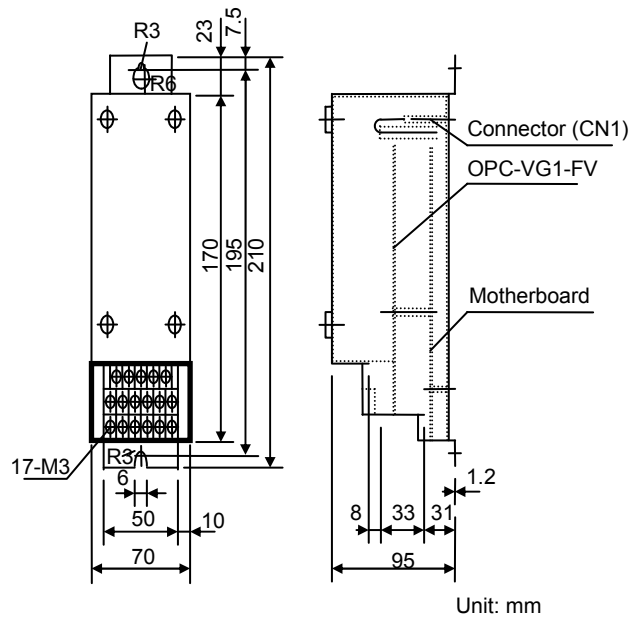 R3
23
7.5
R6
Connector (CN1)
OPC-VG1-FV
170
195
210
Motherboard
17-M3
R3
6
1.2
50
10
8
33
31
70
95
Unit: mm